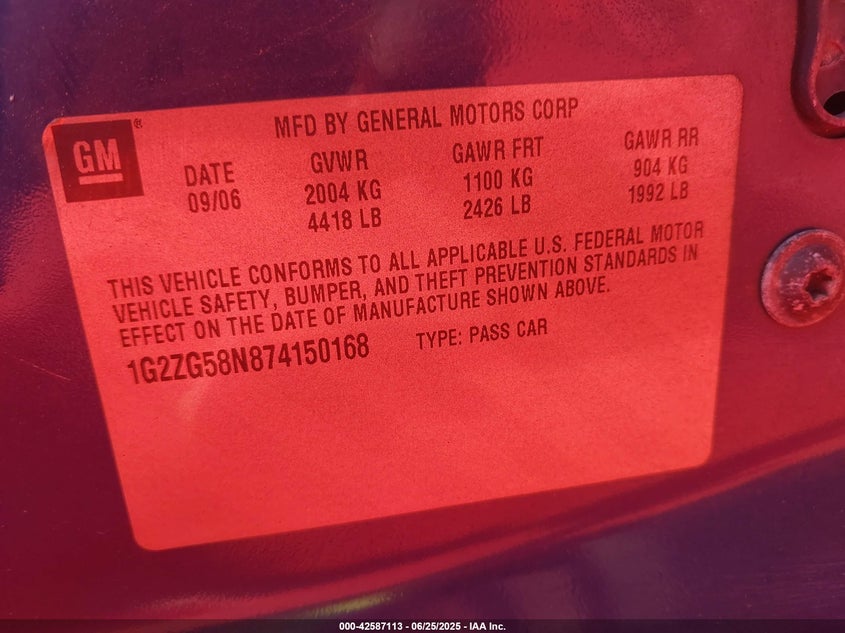 MFD BY GENERAL MOTORS CORP
GM®
DATE GVWR GAWR FRT GAWR RR
09/06 2004 KG 1100 KG 904 KG
4418 LB 2426 LB 1992 LB
THIS VEHICLE CONFORMS TO ALL APPLICABLE U.S. FEDERAL MOTOR
VEHICLE SAFETY, BUMPER, AND THEFT PREVENTION STANDARDS IN
EFFECT ON THE DATE OF MANUFACTURE SHOWN ABOVE.
1G2ZG58N874150168 TYPE: PASS CAR
000-42587113 - 06/25/2025 - IAA Inc.